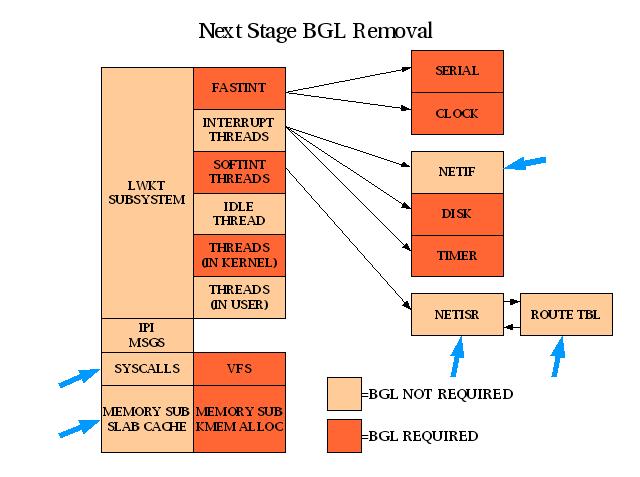 Next Stage BGL Removal
FASTINT
SERIAL
CLOCK
INTERRUPT
THREADS
LWKT
SUBSYSTEM
SOFTINT
THREADS
NETIF
IDLE
THREAD
DISK
THREADS
(IN KERNEL)
TIMER
THREADS
(IN USER)
NETISR
ROUTE TBL
IPI
MSGS
SYSCALLS
VFS
MEMORY SUB
SLAB CACHE
MEMORY SUB
KMEM ALLOC
=BGL NOT REQUIRED
=BGL REQUIRED